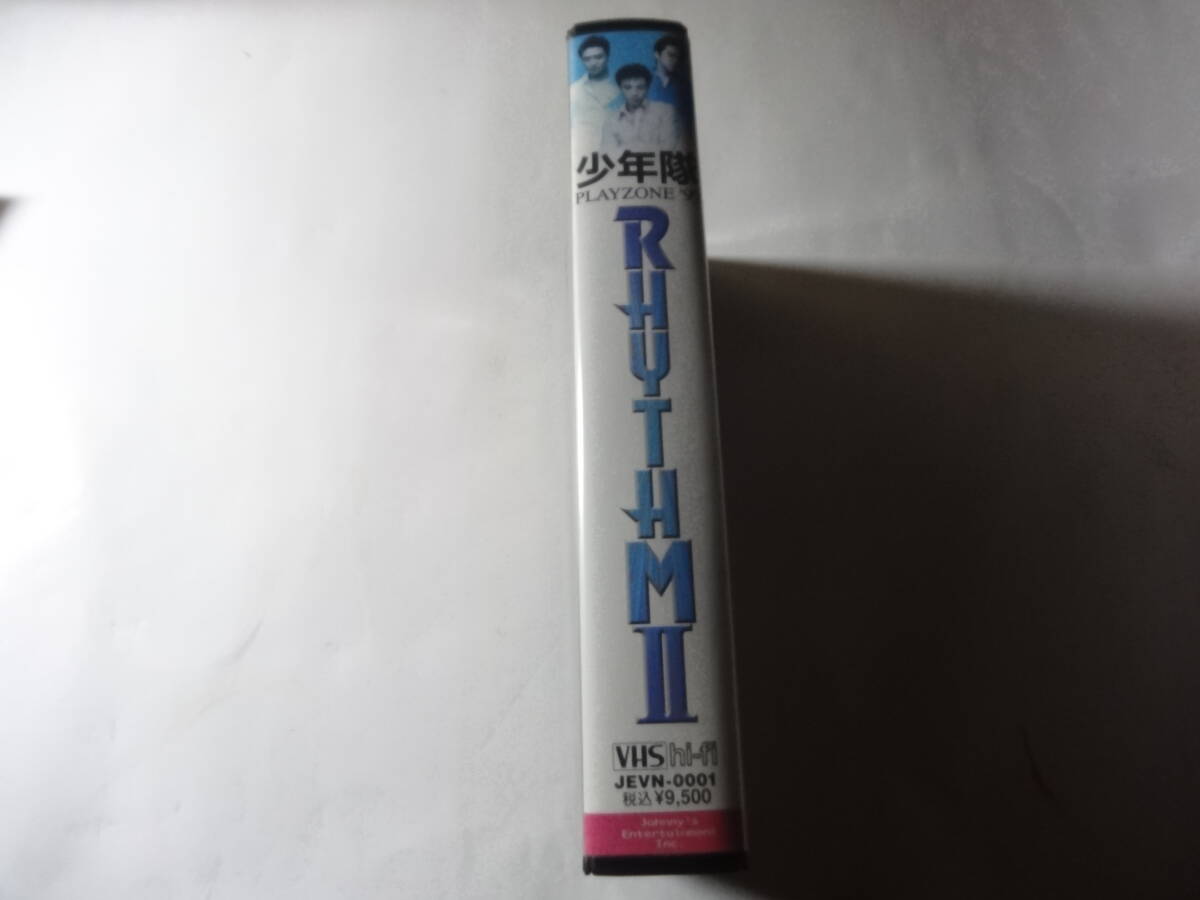 少年隊
PLAYZONE '9
RHYTHM II
VHS hi-fi
JEVN-0001
税込¥9,500
Johnny's
Entertainment
Inc.